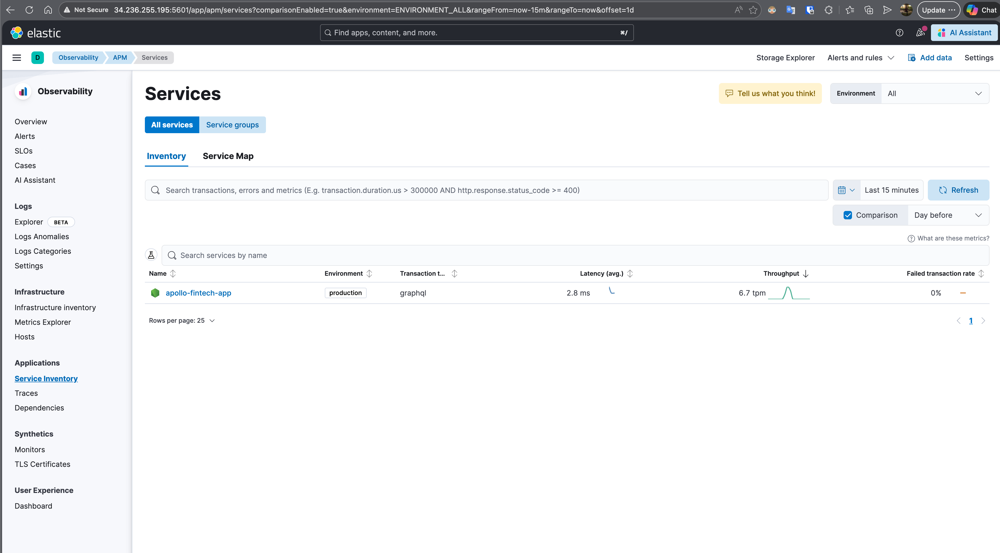 Not Secure 34.236.255.195:5601/app/apm/services?comparisonEnabled=true&environment=ENVIRONMENT_ALL&rangeFrom=now-15m&rangeTo=now&offset=1d Update Chat
elastic Find apps, content, and more. ⌘/ AI Assistant
D Observability APM Services Storage Explorer Alerts and rules Add data Settings
Observability
Overview
Alerts
SLOs
Cases
AI Assistant
Logs
Explorer BETA
Logs Anomalies
Logs Categories
Settings
Infrastructure
Infrastructure inventory
Metrics Explorer
Hosts
Applications
Service Inventory
Traces
Dependencies
Synthetics
Monitors
TLS Certificates
User Experience
Dashboard
Services Tell us what you think! Environment All
All services Service groups
Inventory Service Map
Search transactions, errors and metrics (E.g. transaction.duration.us > 300000 AND http.response.status_code >= 400) Last 15 minutes Refresh
Comparison Day before
What are these metrics?
Search services by name
Name Environment Transaction t... Latency (avg.) Throughput Failed transaction rate
apollo-fintech-app production graphql 2.8 ms 6.7 tpm 0%
Rows per page: 25 1